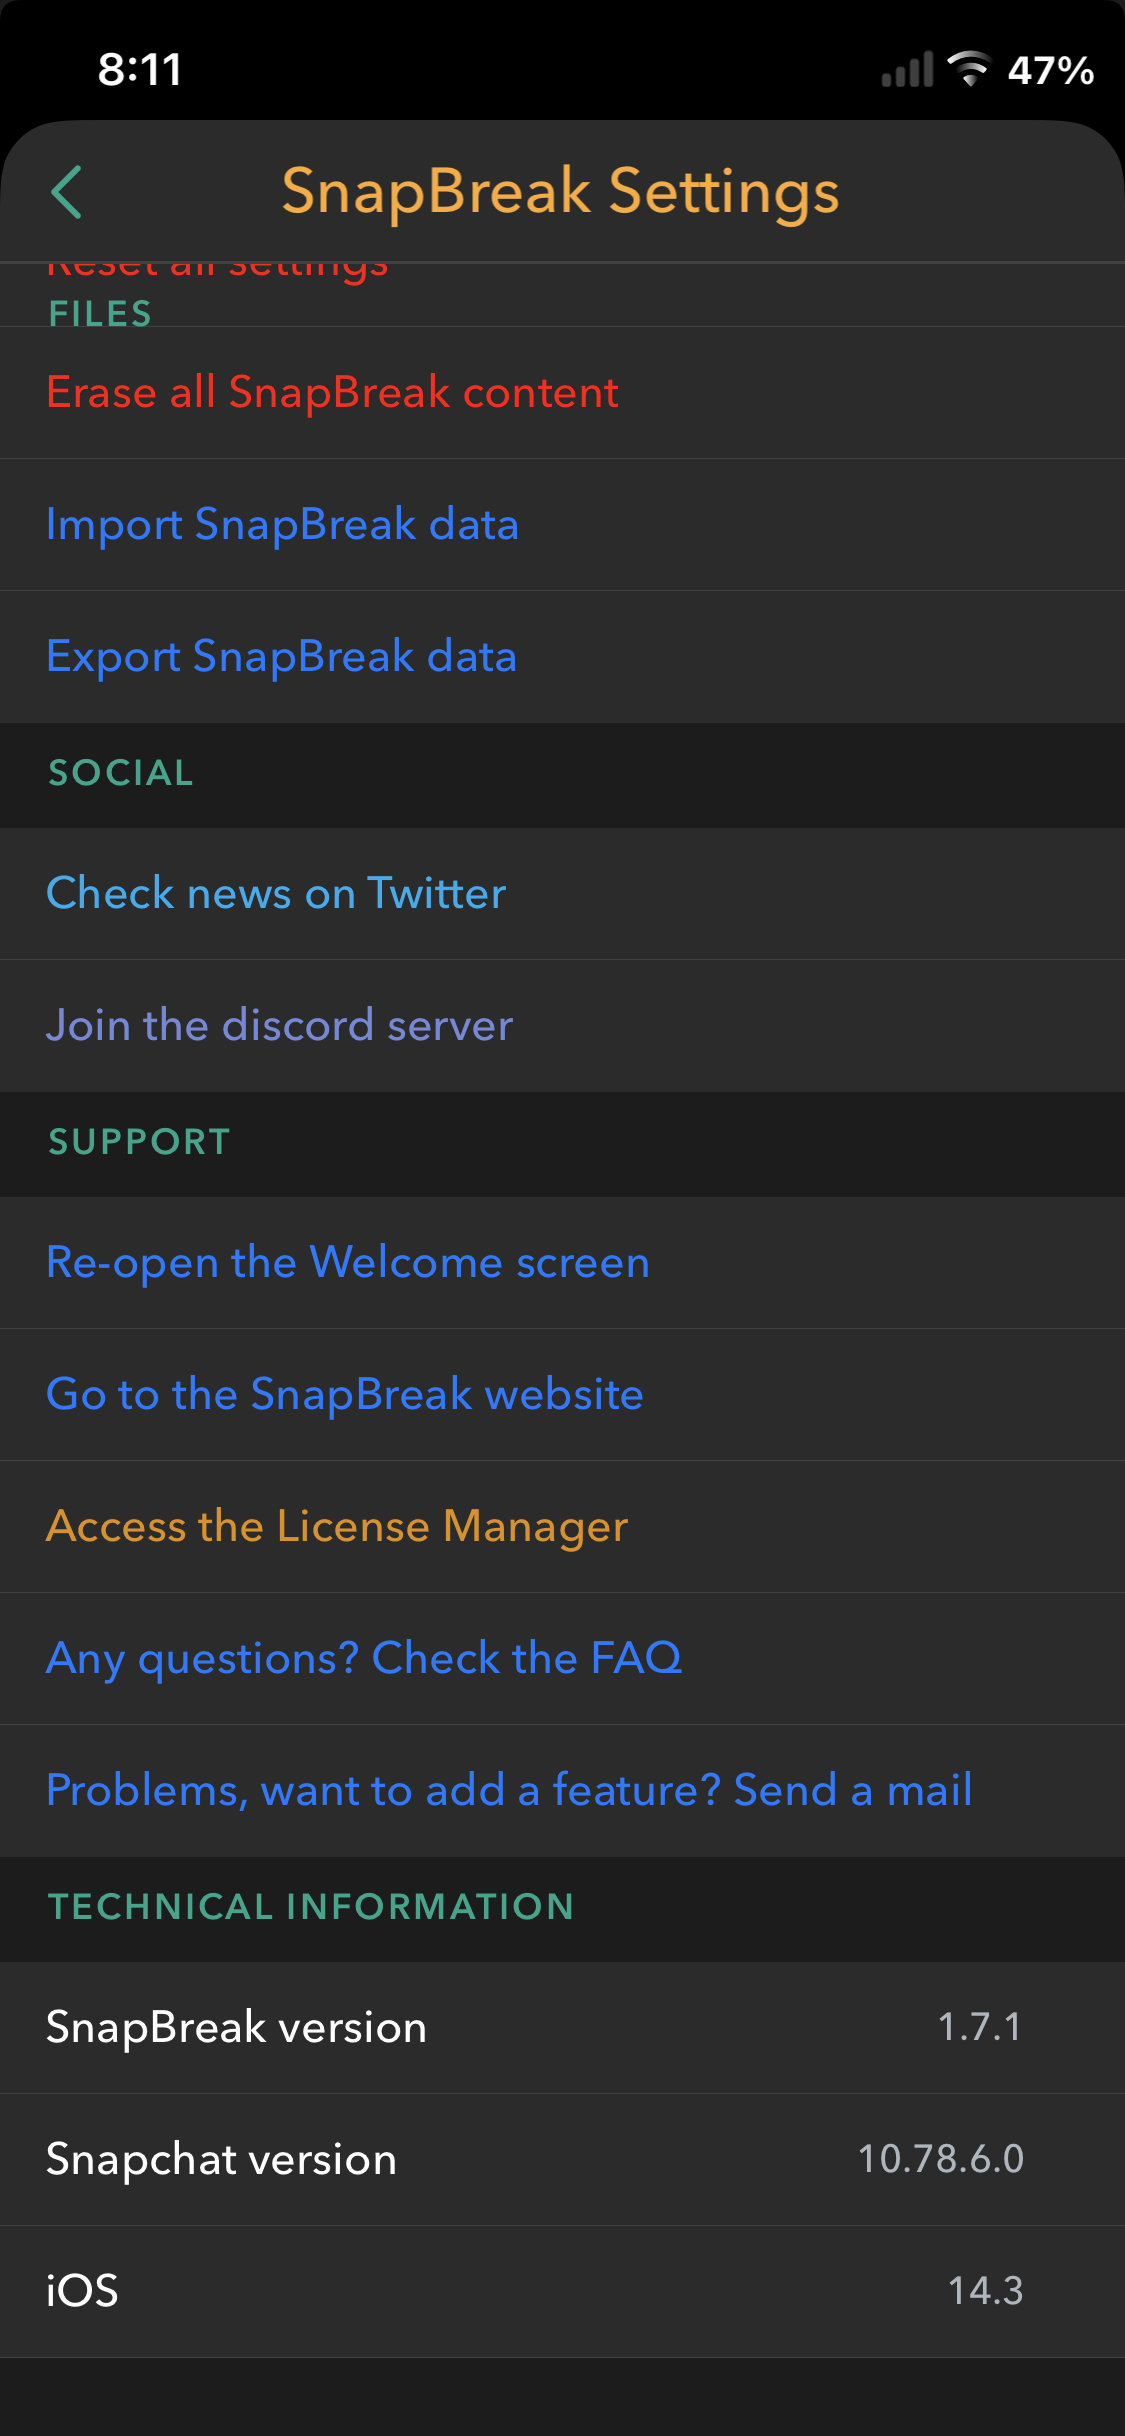 8:11
47%
SnapBreak Settings
Reset all settings
FILES
Erase all SnapBreak content
Import SnapBreak data
Export SnapBreak data
SOCIAL
Check news on Twitter
Join the discord server
SUPPORT
Re-open the Welcome screen
Go to the SnapBreak website
Access the License Manager
Any questions? Check the FAQ
Problems, want to add a feature? Send a mail
TECHNICAL INFORMATION
SnapBreak version 1.7.1
Snapchat version 10.78.6.0
iOS 14.3